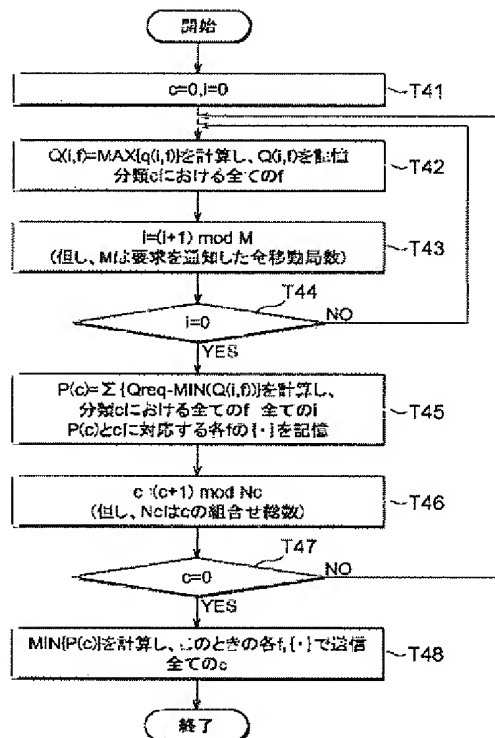 開始
c=0,i=0
T41
Q(i,f)=MAX{q(i,f)}を計算し、Q(i,f)を記憶
分類cにおける全てのf
T42
i=(i+1) mod M
(但し、Mは要求を通知した全移動局数)
T43
T44
i=0
NO
YES
P(c)=Σ{Qreq-MIN(Q(i,f))}を計算し、
分類cにおける全てのf 全てのi
P(c)とcに対応する各fの{·}を記憶
T45
c=(c+1) mod Nc
(但し、Ncはcの組合せ総数)
T46
T47
c=0
NO
YES
MIN{P(c)}を計算し、このときの各f,{·}で送信
全てのc
T48
終了